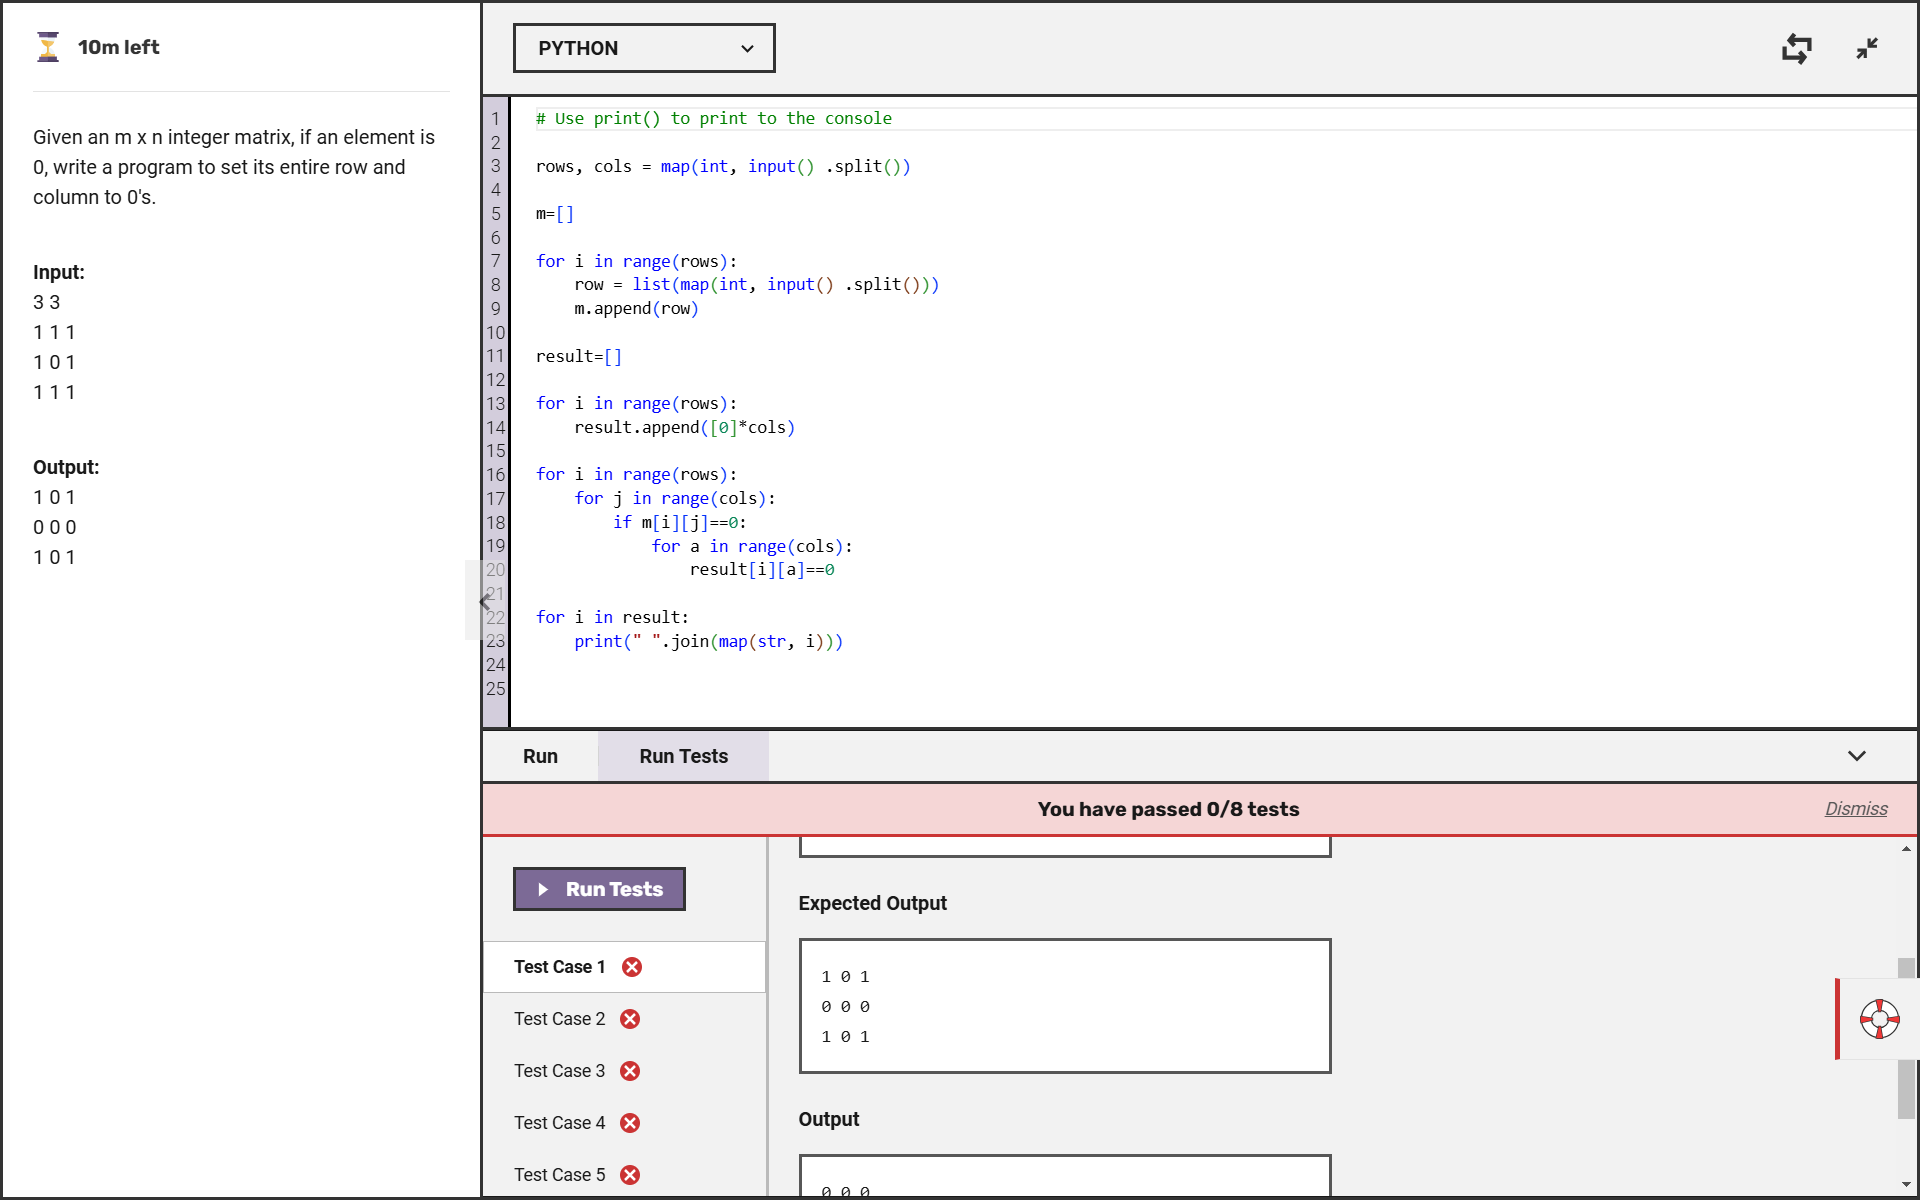 10m left
Given an m x n integer matrix, if an element is
0, write a program to set its entire row and
column to 0's.
Input:
3 3
1 1 1
1 0 1
1 1 1
Output:
1 0 1
0 0 0
1 0 1
PYTHON
1 # Use print() to print to the console
2
3 rows, cols = map(int, input() .split())
4
5 m=[]
6
7 for i in range(rows):
8     row = list(map(int, input() .split()))
9     m.append(row)
10
11 result=[]
12
13 for i in range(rows):
14     result.append([0]*cols)
15
16 for i in range(rows):
17     for j in range(cols):
18         if m[i][j]==0:
19             for a in range(cols):
20                 result[i][a]==0
21
22 for i in result:
23     print(" ".join(map(str, i)))
24
25
Run
Run Tests
You have passed 0/8 tests
Dismiss
Run Tests
Test Case 1
Test Case 2
Test Case 3
Test Case 4
Test Case 5
Expected Output
1 0 1
0 0 0
1 0 1
Output
0 0 0